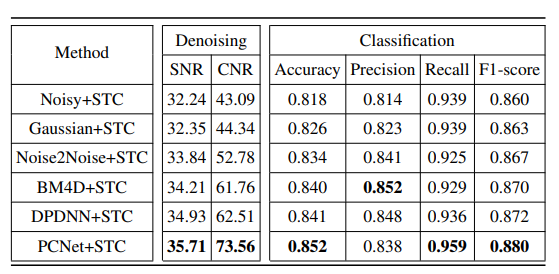 Method Denoising Classification
SNR CNR Accuracy Precision Recall F1-score
Noisy+STC 32.24 43.09 0.818 0.814 0.939 0.860
Gaussian+STC 32.35 44.34 0.826 0.823 0.939 0.863
Noise2Noise+STC 33.84 52.78 0.834 0.841 0.925 0.867
BM4D+STC 34.21 61.76 0.840 0.852 0.929 0.870
DPDNN+STC 34.93 62.51 0.841 0.848 0.936 0.872
PCNet+STC 35.71 73.56 0.852 0.838 0.959 0.880